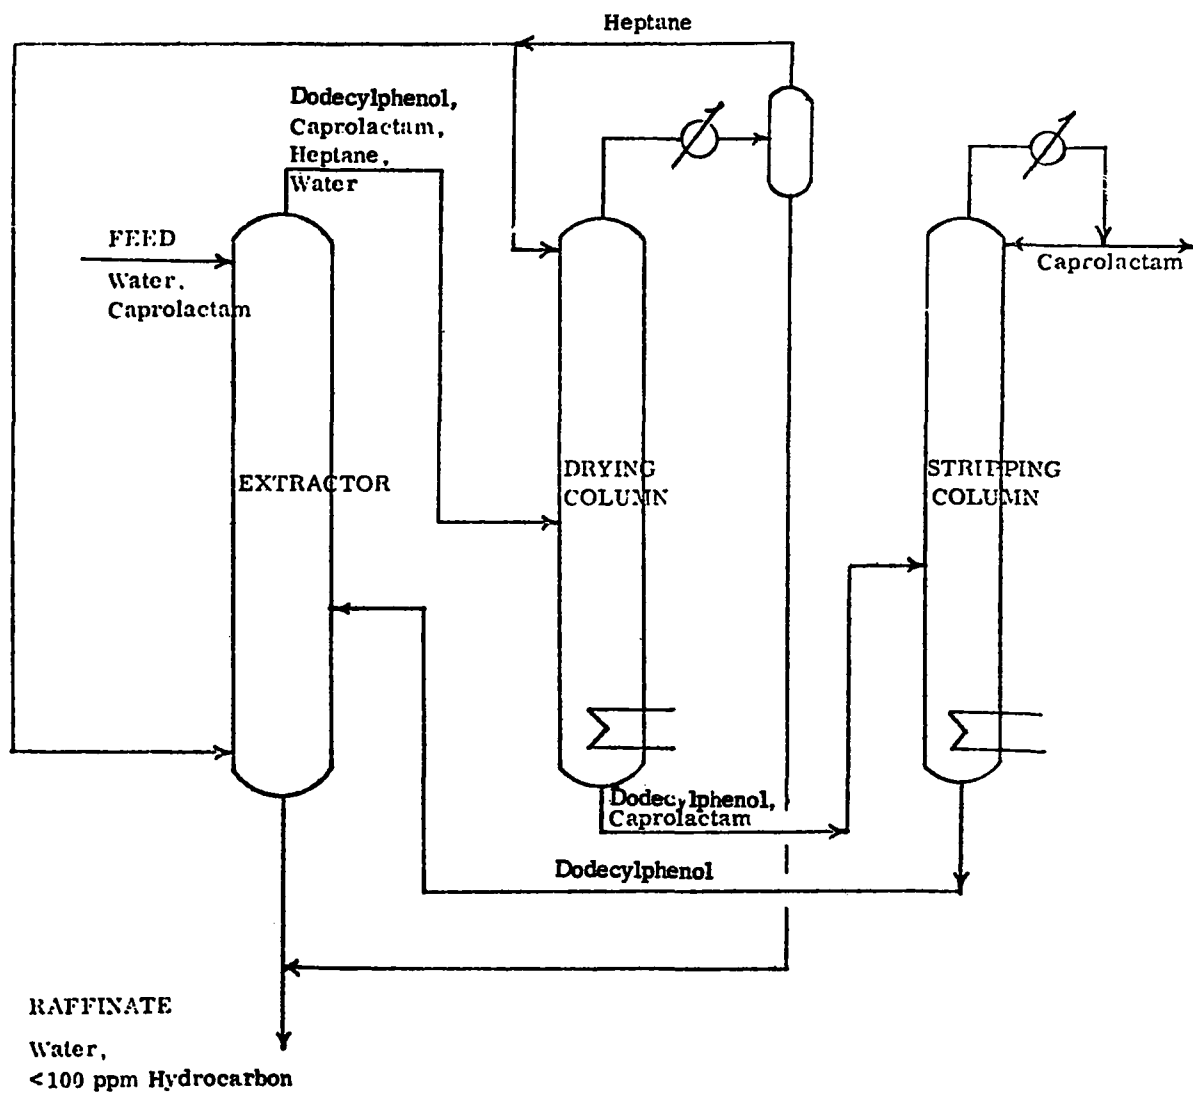 Heptane
Dodecylphenol,
Caprolactam,
Heptane,
Water
FEED
Water,
Caprolactam
Caprolactam
EXTRACTOR
DRYING
COLUMN
STRIPPING
COLUMN
Dodecylphenol,
Caprolactam
Dodecylphenol
RAFFINATE
Water,
<100 ppm Hydrocarbon